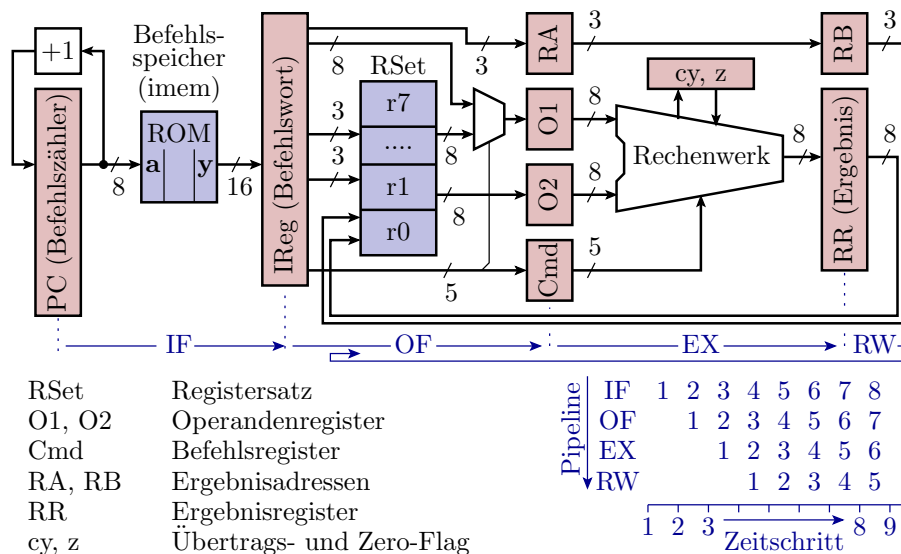 +1
Befehls-
speicher
(imem)
PC (Befehlszähler)
8
ROM
a y
16
IReg (Befehlswort)
8
3
3
RSet
r7
....
r1
r0
8
8
3
5
RA
3
O1
8
O2
8
Cmd
5
cy, z
Rechenwerk
8
RB
3
RR (Ergebnis)
8
IF OF EX RW
RSet Registersatz
O1, O2 Operandenregister
Cmd Befehlsregister
RA, RB Ergebnisadressen
RR Ergebnisregister
cy, z Übertrags- und Zero-Flag
Pipeline
IF 1 2 3 4 5 6 7 8
OF 1 2 3 4 5 6 7
EX 1 2 3 4 5 6
RW 1 2 3 4 5
1 2 3 8 9
Zeitschritt